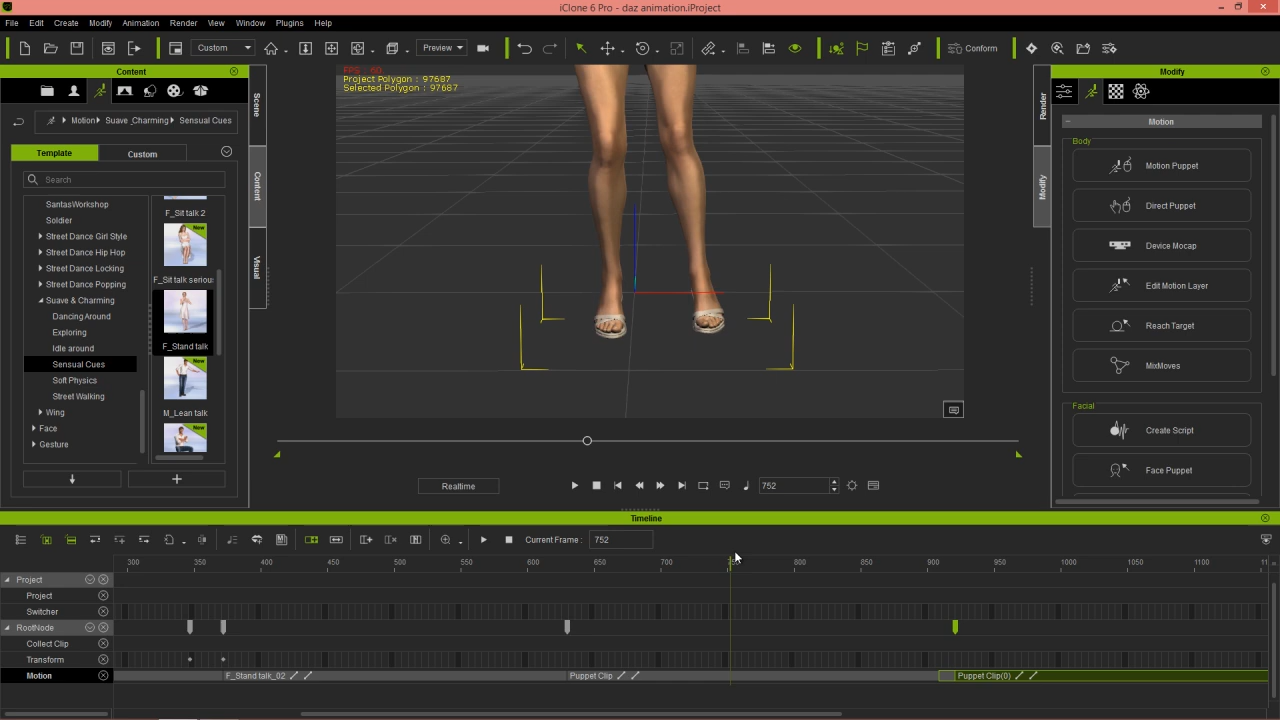 iClone 6 Pro - daz animation.iProject
File Edit Create Modify Animation Render View Window Plugins Help
Custom
Preview
Conform
Content
Motion Suave_Charming Sensual Cues
Template
Custom
Search
SantasWorkshop
Soldier
Street Dance Girl Style
Street Dance Hip Hop
Street Dance Locking
Street Dance Popping
Suave & Charming
Dancing Around
Exploring
Idle around
Sensual Cues
Soft Physics
Street Walking
Wing
Face
Gesture
F_Sit talk 2
New
F_Sit talk serious
F_Stand talk
New
M_Lean talk
New
Scene
Content
Visual
FPS : 60
Project Polygon : 97687
Selected Polygon : 97687
Realtime
752
Render
Modify
Modify
Motion
Body
Motion Puppet
Direct Puppet
Device Mocap
Edit Motion Layer
Reach Target
MixMoves
Facial
Create Script
Face Puppet
Timeline
Current Frame : 752
300 350 400 450 500 550 600 650 700 750 800 850 900 950 1000 1050 1100
Project
Project
Switcher
RootNode
Collect Clip
Transform
Motion
F_Stand talk_02
Puppet Clip
Puppet Clip(0)